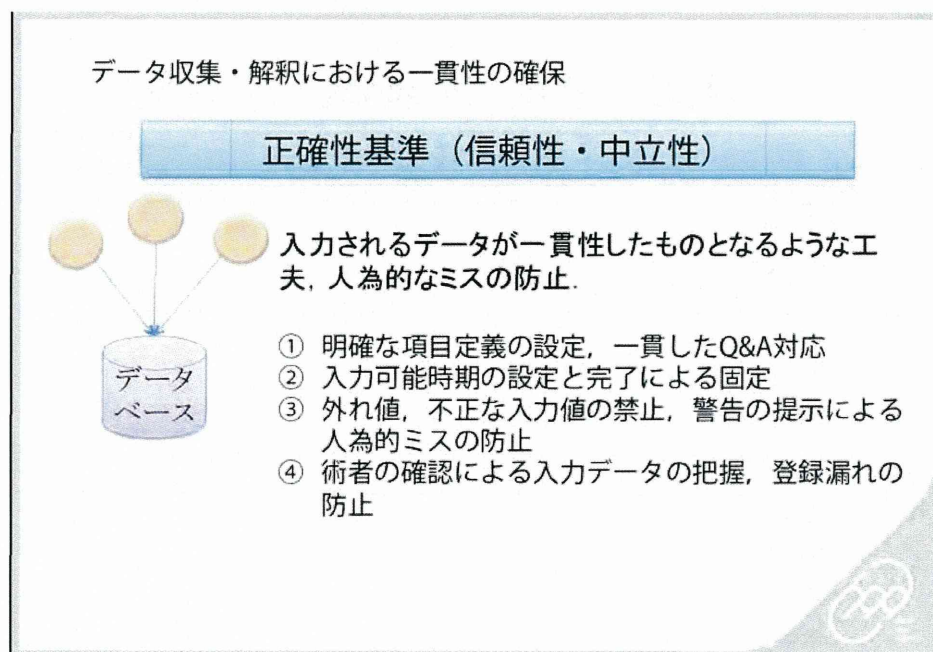 データ収集・解釈における一貫性の確保
正確性基準（信頼性・中立性）
入力されるデータが一貫性したものとなるような工
夫，人為的なミスの防止．
データ
ベース
① 明確な項目定義の設定，一貫したQ&A対応
② 入力可能時期の設定と完了による固定
③ 外れ値，不正な入力値の禁止，警告の提示による
人為的ミスの防止
④ 術者の確認による入力データの把握，登録漏れの
防止